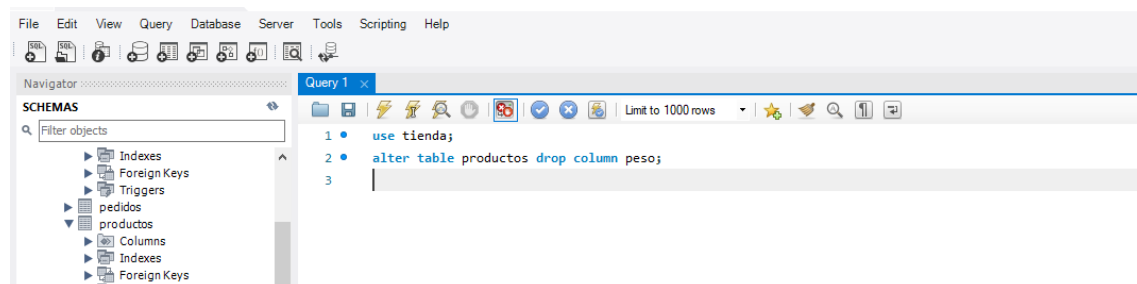 File Edit View Query Database Server Tools Scripting Help
SQL SQL
Navigator
Query 1
SCHEMAS
Limit to 1000 rows
Filter objects
1 use tienda;
2 alter table productos drop column peso;
3
Indexes
Foreign Keys
Triggers
pedidos
productos
Columns
Indexes
Foreign Keys